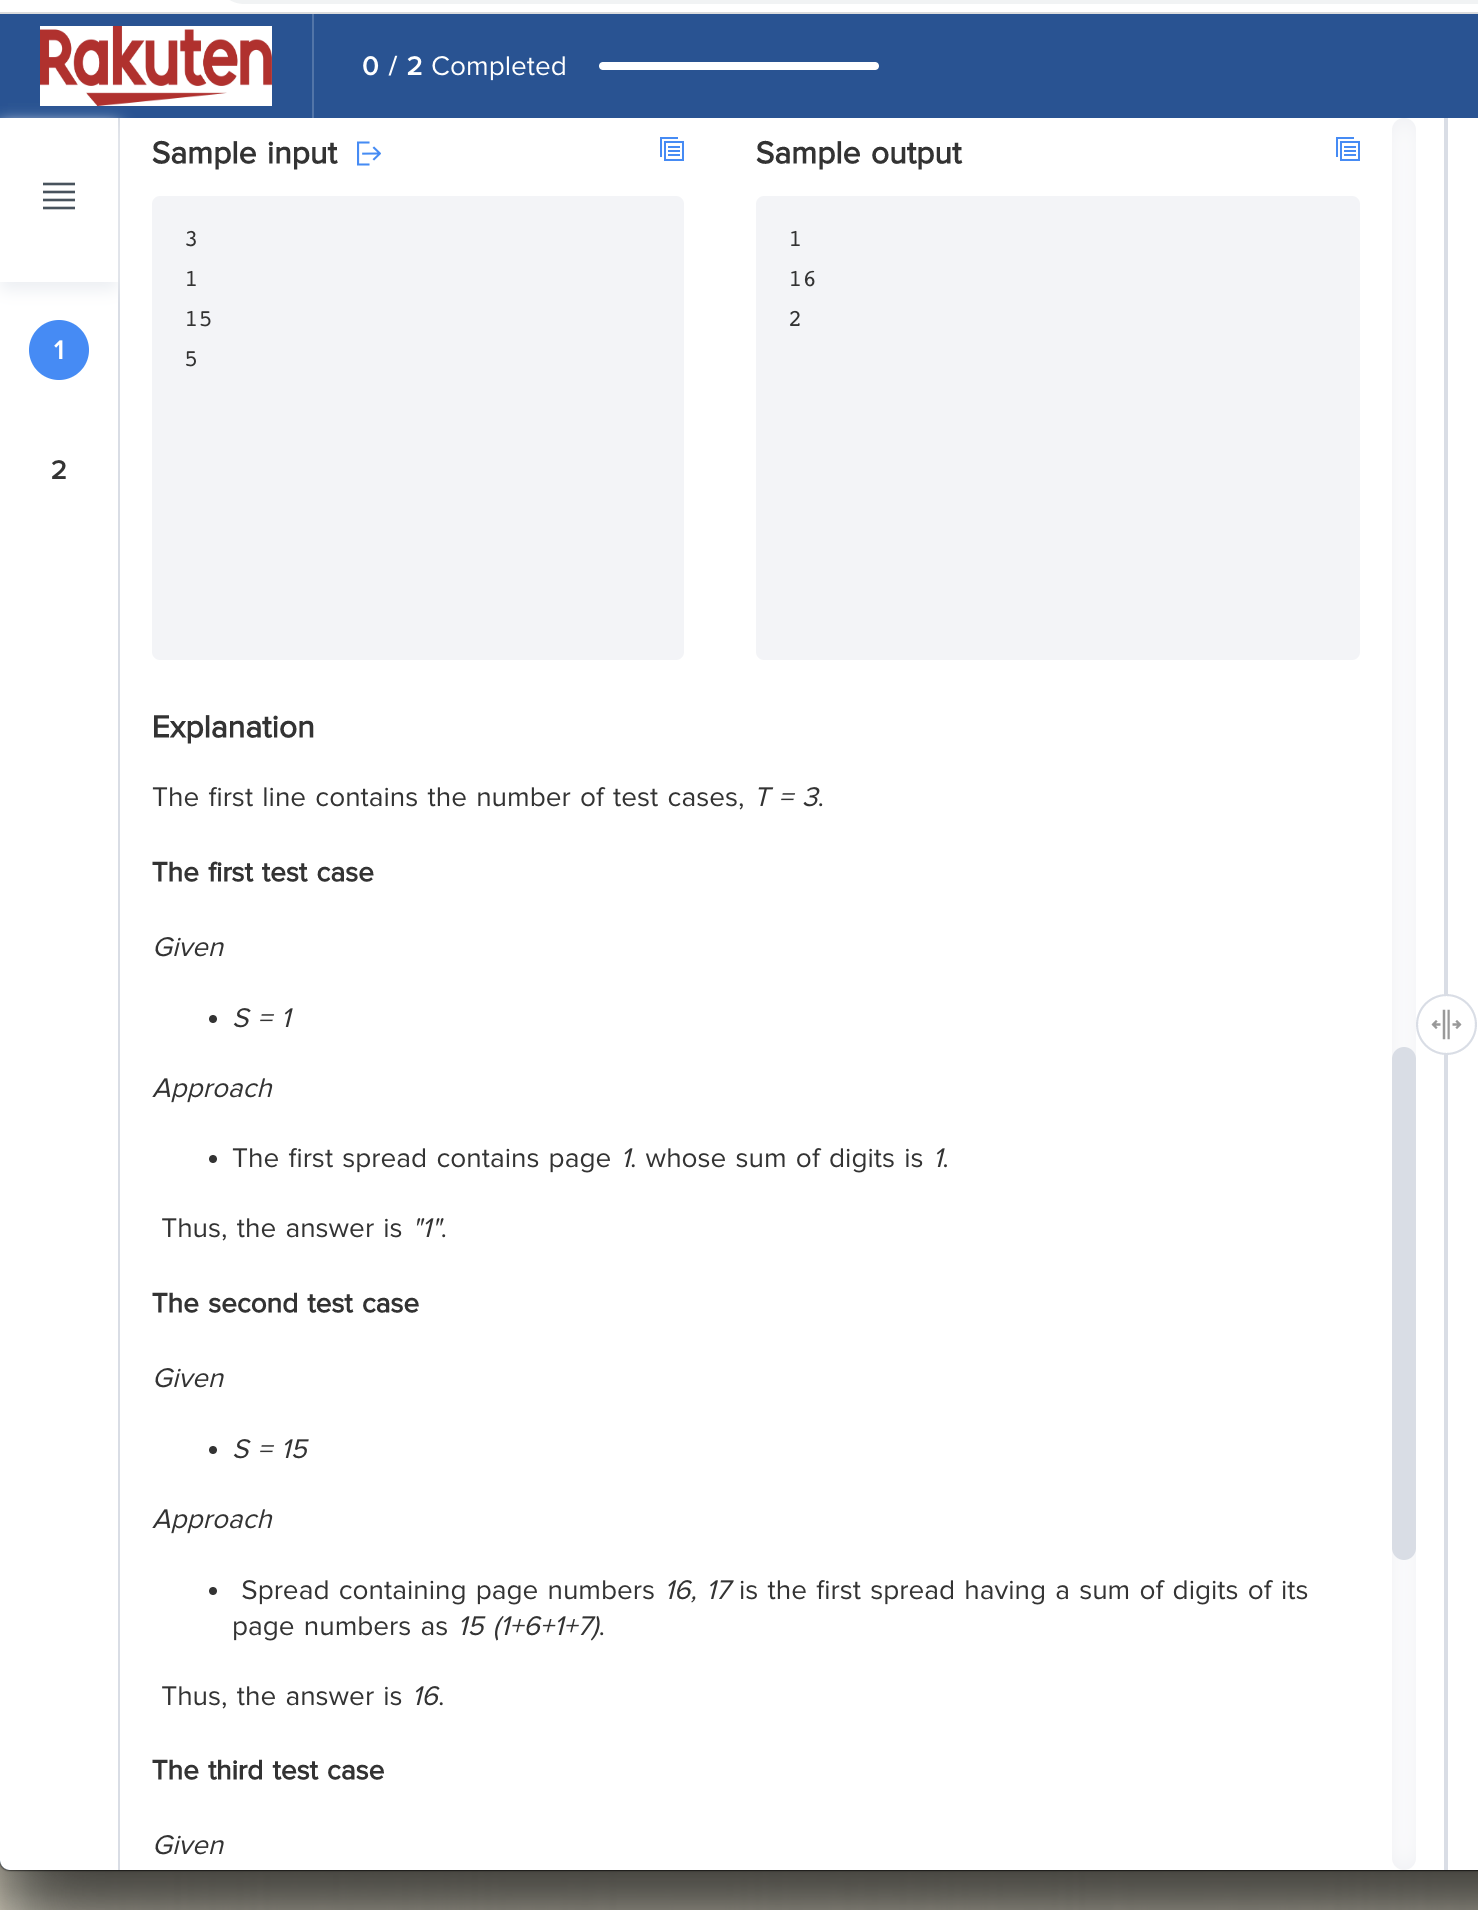 Rakuten
0 / 2 Completed
Sample input
Sample output
3
1
15
5
1
16
2
1
2
Explanation
The first line contains the number of test cases, T = 3.
The first test case
Given
• S = 1
Approach
• The first spread contains page 1. whose sum of digits is 1.
Thus, the answer is "1".
The second test case
Given
• S = 15
Approach
• Spread containing page numbers 16, 17 is the first spread having a sum of digits of its
page numbers as 15 (1+6+1+7).
Thus, the answer is 16.
The third test case
Given